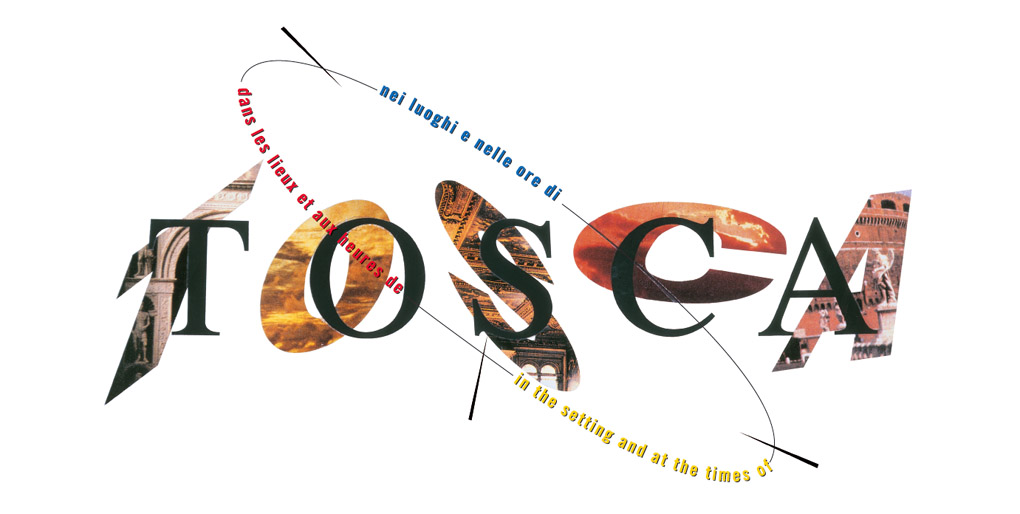 nei luoghi e nelle ore di
dans les lieux et aux heures de
TOSCA
in the setting and at the times of